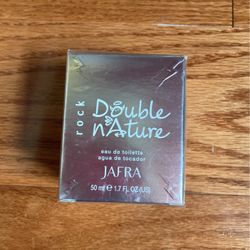 rock
Double
nAture
eau de toilette
agua de tocador
JAFRA
50 ml e 1.7 FL.OZ(US)